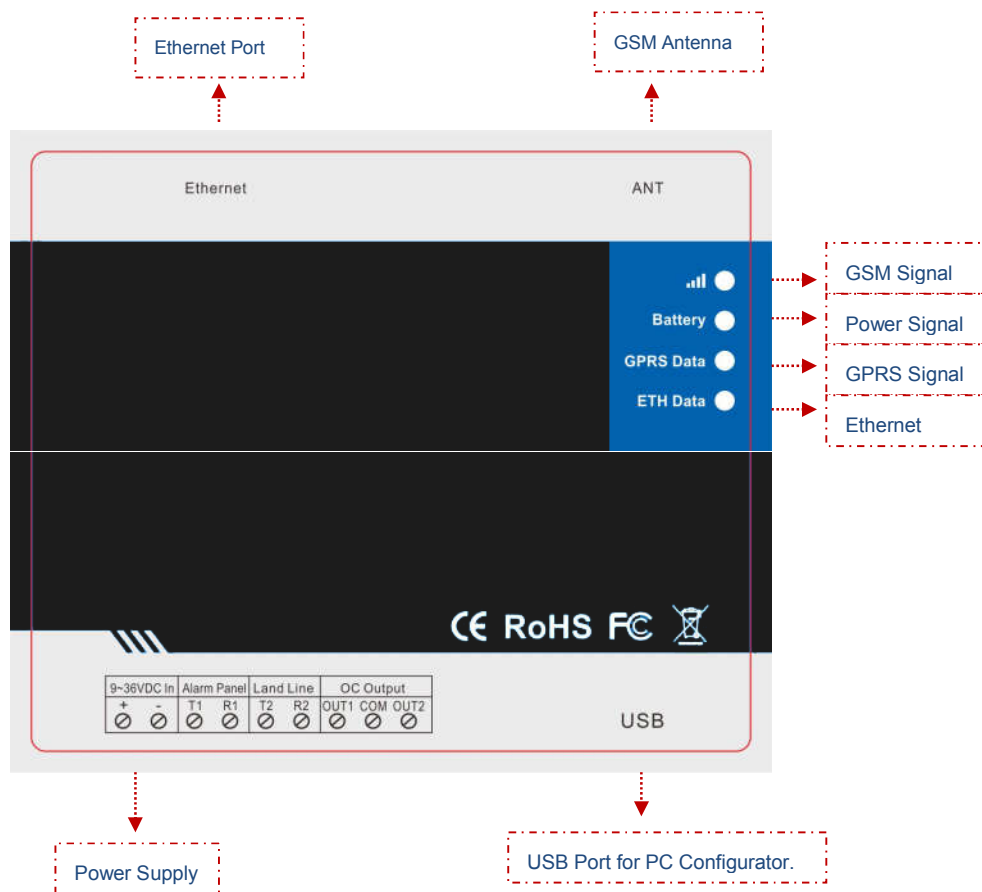 Ethernet Port
GSM Antenna
Ethernet
ANT
GSM Signal
Battery
Power Signal
GPRS Data
GPRS Signal
ETH Data
Ethernet
CE RoHS FC
9~36VDC In Alarm Panel Land Line OC Output
+ - T1 R1 T2 R2 OUT1 COM OUT2
USB
Power Supply
USB Port for PC Configurator.